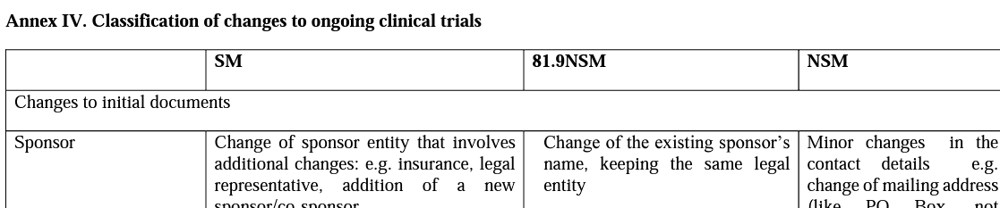 Annex IV. Classification of changes to ongoing clinical trials
SM 81.9NSM NSM
Changes to initial documents
Sponsor
Change of sponsor entity that involves
additional changes: e.g. insurance, legal
representative, addition of a new
sponsor/co-sponsor
Change of the existing sponsor’s
name, keeping the same legal
entity
Minor changes in the
contact details e.g.
change of mailing address
(like PO Box, not